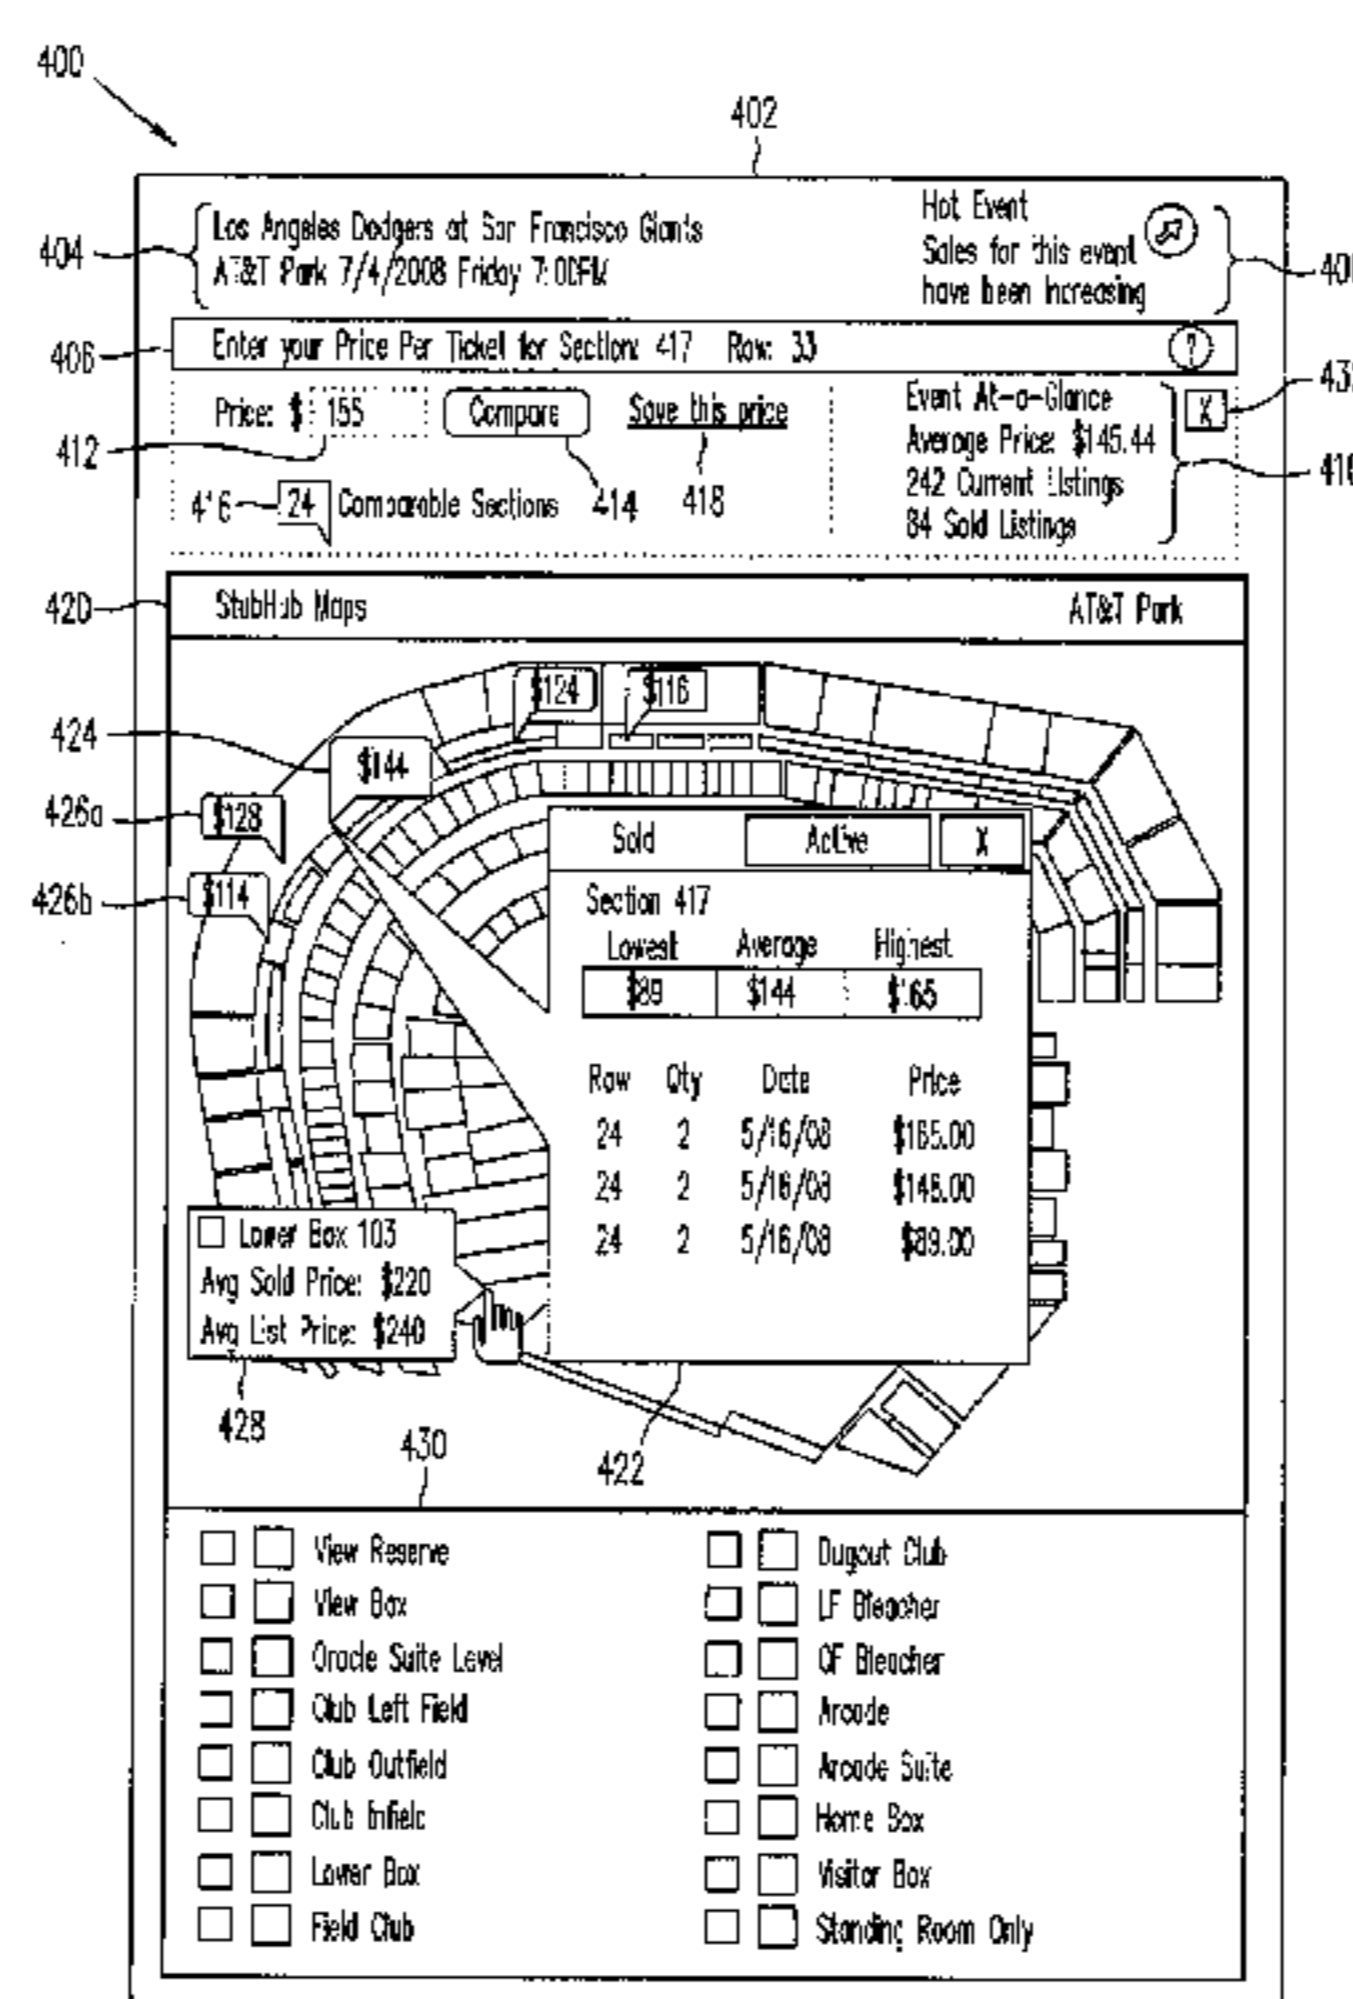 400
402
404
Los Angeles Dodgers at San Francisco Giants
AT&T Park 7/4/2008 Friday 7:00PM
Hot Event
Sales for this event
have been increasing
406
Enter your Price Per Ticket for Section: 417 Row: 33
?
Price: $ 155
Compare
Save this price
412
416
24 Comparable Sections
414
418
Event At-a-Glance
Average Price: $145.44
242 Current Listings
84 Sold Listings
X
420
StubHub Maps
AT&T Park
$124
$116
424
$144
426a
$128
426b
$114
Sold Active X
Section 417
Lowest Average Highest
$89 $144 $165
Row Qty Date Price
24 2 5/16/08 $165.00
24 2 5/16/08
24 2 5/16/08 $89.00
Lower Box 103
Avg Sold Price: $220
Avg List Price: $240
428
430
422
View Reserve
View Box
Oracle Suite Level
Club Left Field
Club Outfield
Club Infield
Lower Box
Field Club
Dugout Club
LF Bleacher
CF Bleacher
Arcade
Arcade Suite
Home Box
Visitor Box
Standing Room Only